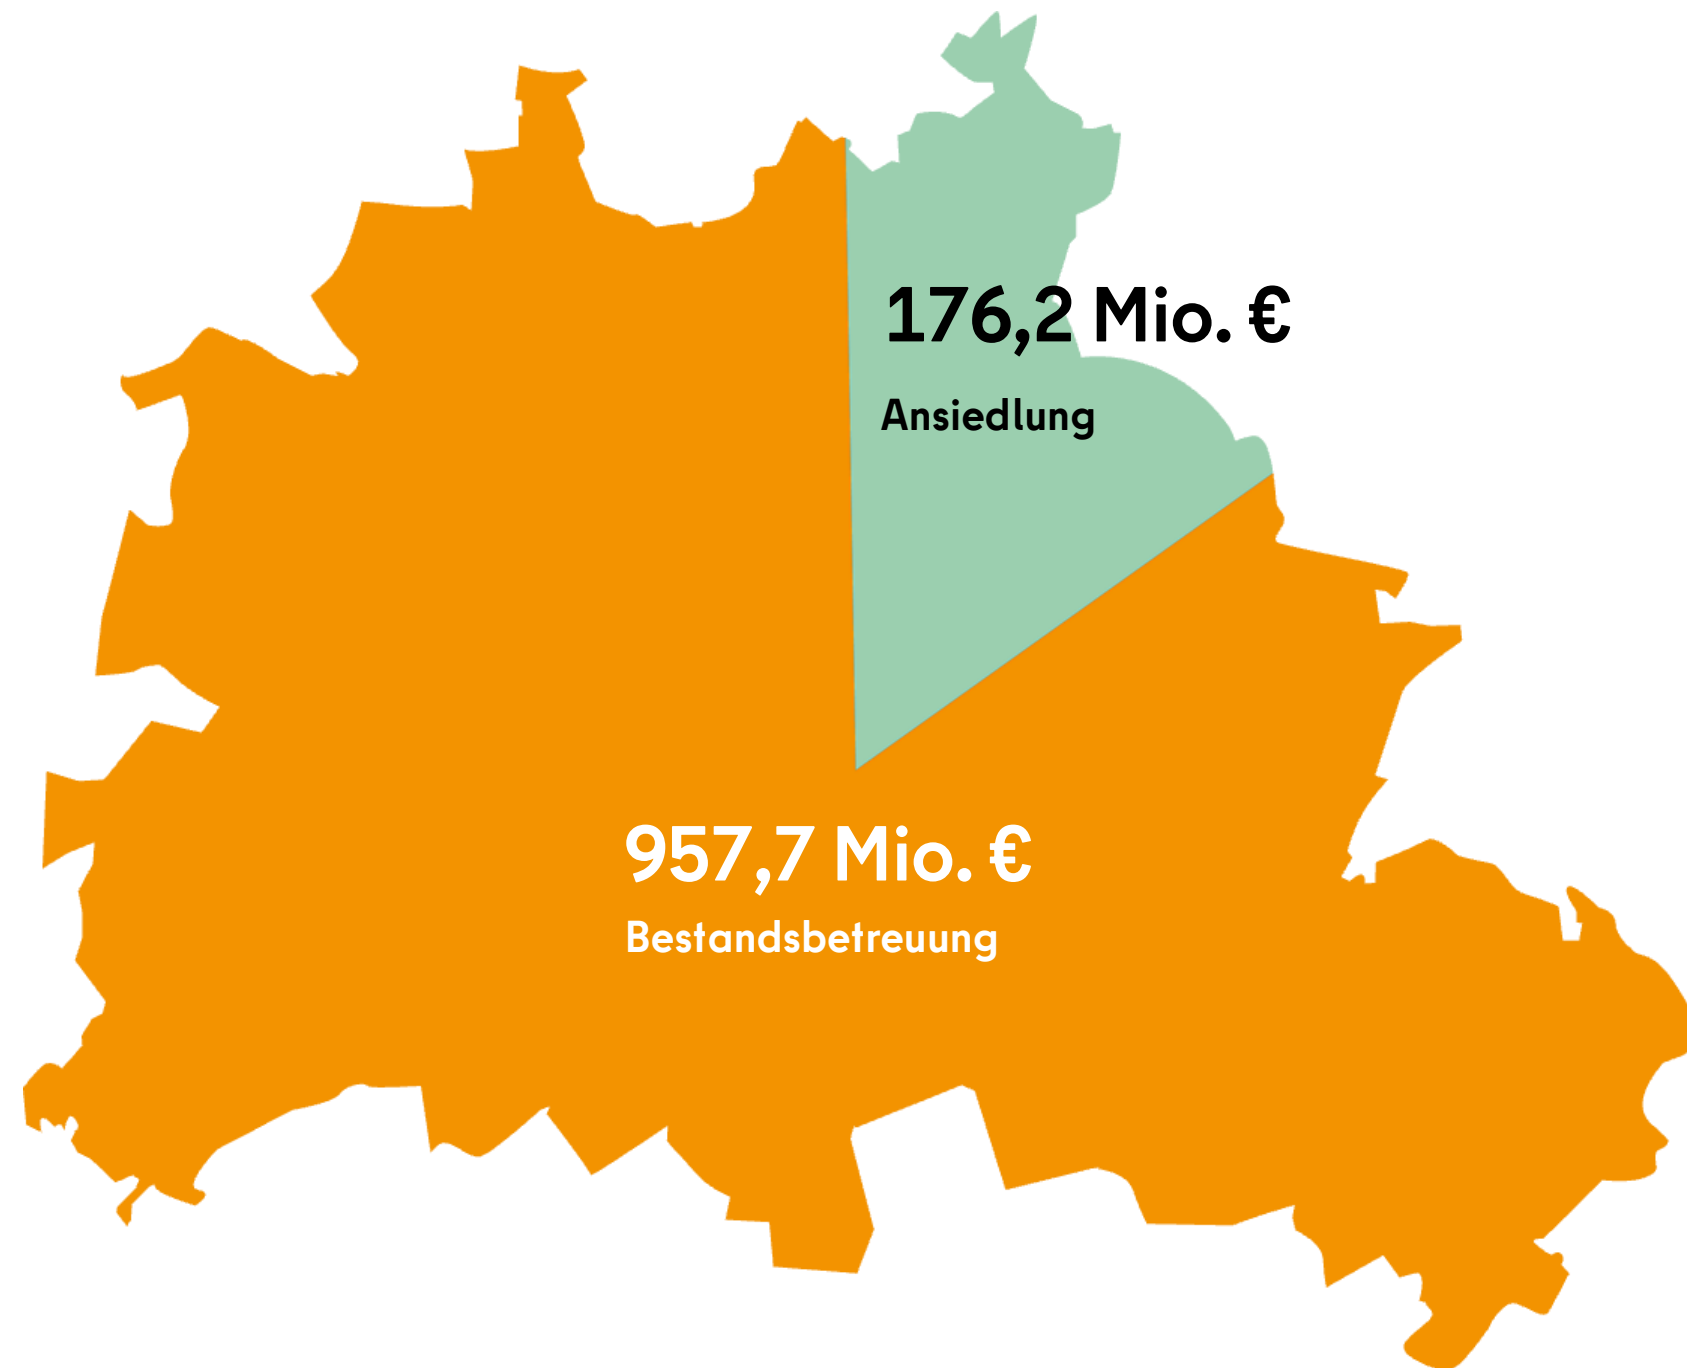 176,2 Mio. €
Ansiedlung
957,7 Mio. €
Bestandsbetreuung